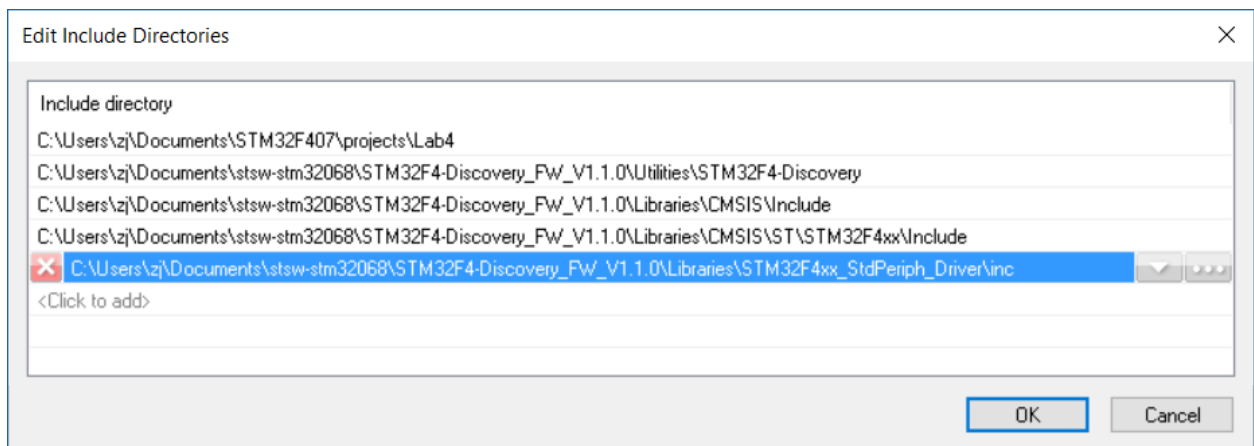 Edit Include Directories
Include directory
C:\Users\zj\Documents\STM32F407\projects\Lab4
C:\Users\zj\Documents\stsw-stm32068\STM32F4-Discovery_FW_V1.1.0\Utilities\STM32F4-Discovery
C:\Users\zj\Documents\stsw-stm32068\STM32F4-Discovery_FW_V1.1.0\Libraries\CMSIS\Include
C:\Users\zj\Documents\stsw-stm32068\STM32F4-Discovery_FW_V1.1.0\Libraries\CMSIS\ST\STM32F4xx\Include
C:\Users\zj\Documents\stsw-stm32068\STM32F4-Discovery_FW_V1.1.0\Libraries\STM32F4xx_StdPeriph_Driver\inc
<Click to add>
OK Cancel